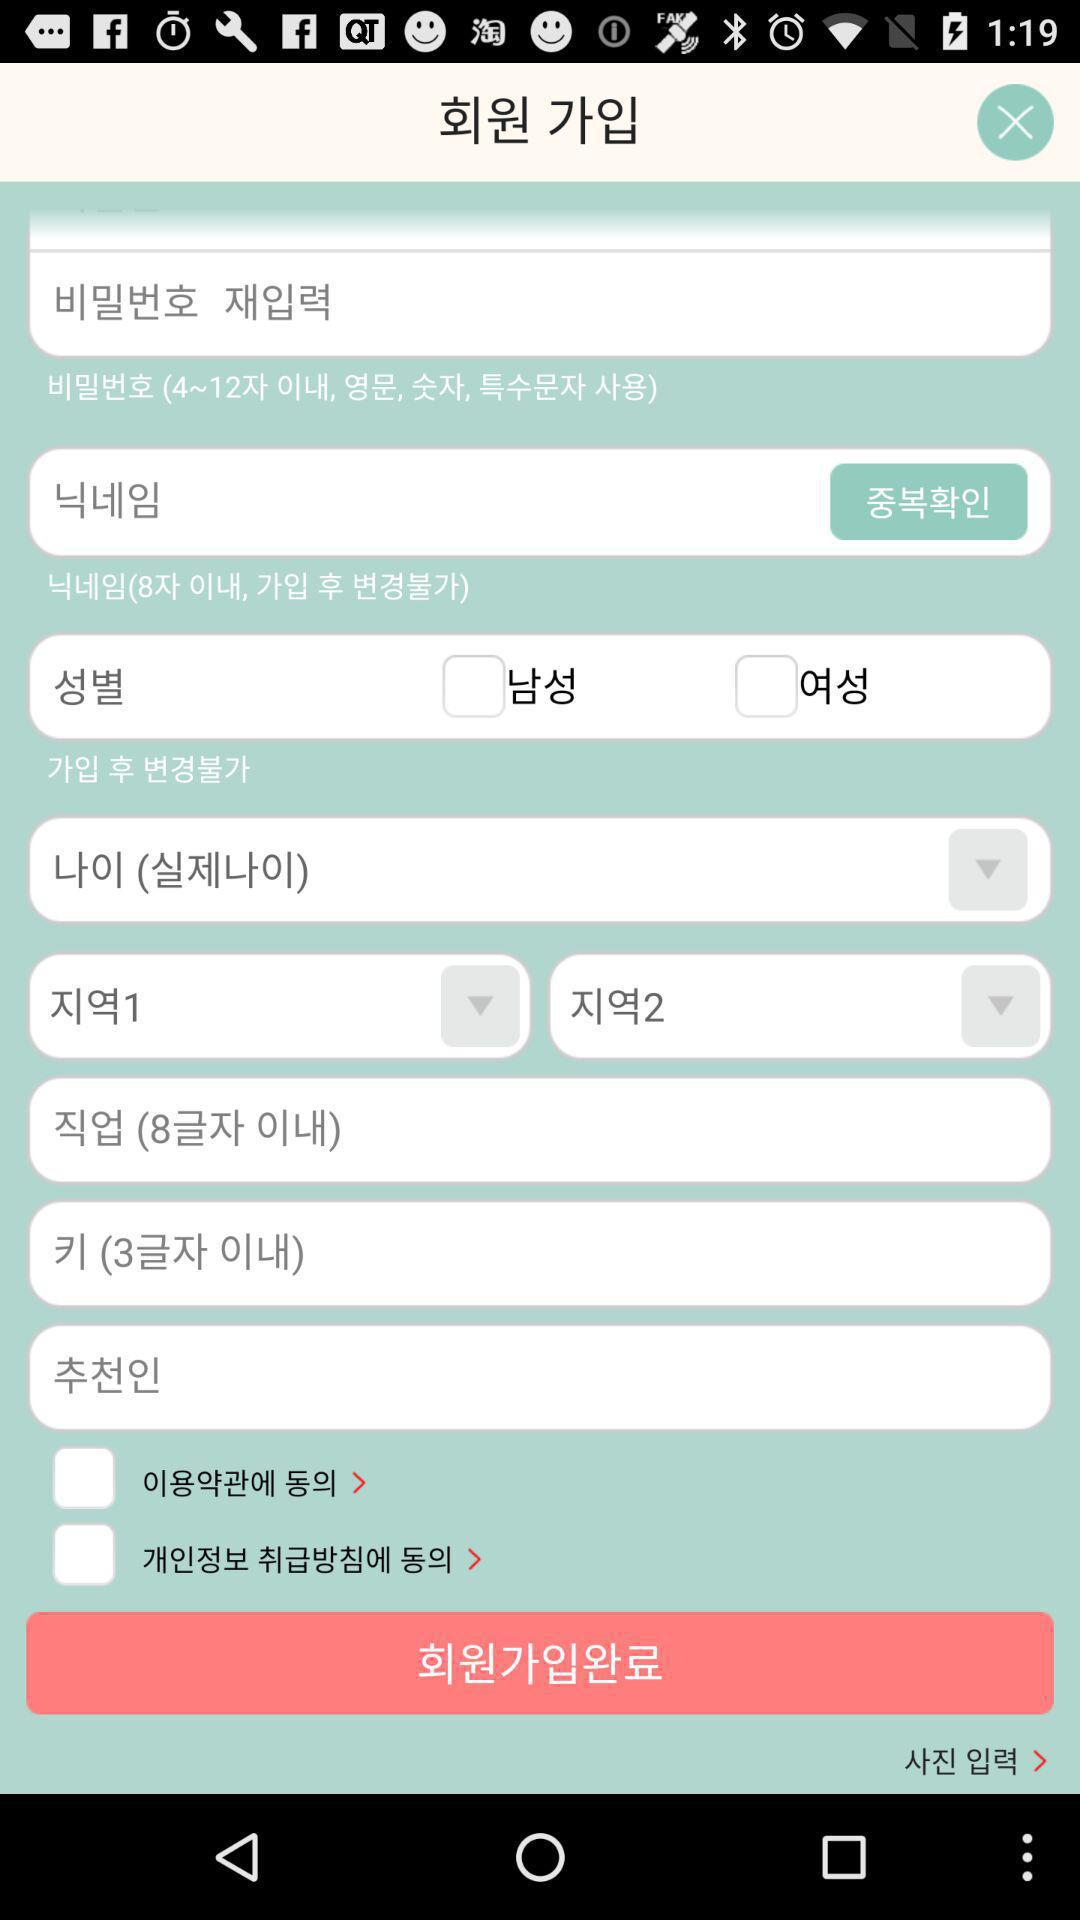 QT 淘 FAKE 1:19
회원 가입
비밀번호 재입력
비밀번호 (4~12자 이내, 영문, 숫자, 특수문자 사용)
닉네임 중복확인
닉네임(8자 이내, 가입 후 변경불가)
성별 남성 여성
가입 후 변경불가
나이 (실제나이)
지역1 지역2
직업 (8글자 이내)
키 (3글자 이내)
추천인
이용약관에 동의 >
개인정보 취급방침에 동의 >
회원가입완료
사진 입력 >